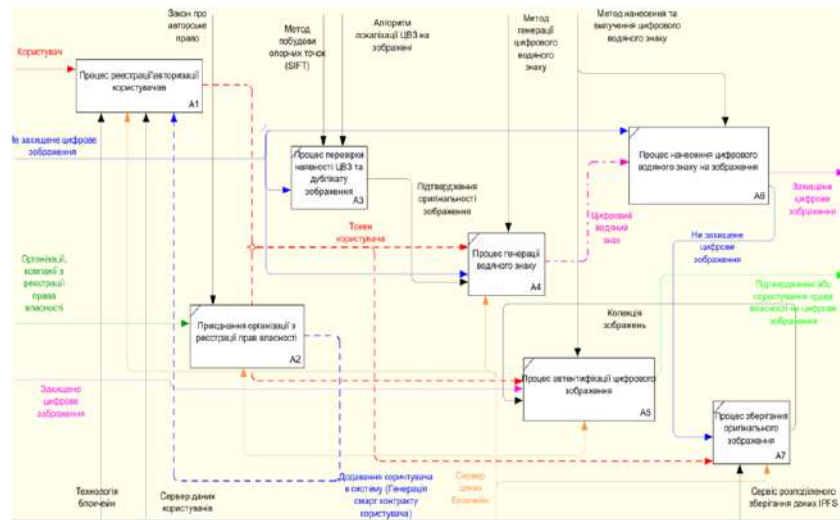 Закон про
авторське
право
Метод
побудови
опорних точок
(SIFT)
Алгоритм
локалізації ЦВЗ на
зображені
Метод
генерації
цифрового
водяного
знаку
Метод нанесення та
вилучення цифрового
водяного знаку
Користувач
Процес реєстрації/авторизації
користувачів
A1
Не захищене цифрове
зображення
Процес перевірки
наявності ЦВЗ та
дублікату
зображення
A3
Підтвердження
оригінальності
зображення
Процес нанесення цифрового
водяного знаку на зображення
A6
Захищене
цифрове
зображення
Цифровий
водяний
знак
Токен
користувача
Процес генерації
водяного знаку
A4
Не захищене
цифрове
зображення
Організації,
компанії з
реєстрації
права
власності
Підтвердження або
спростування права
власності на цифрове
зображення
Приєднання організації з
реєстрації прав власності
A2
Колекція
зображень
Захищене
цифрове
зображення
Процес автентифікації цифрового
зображення
A5
Процес зберігання
оригінального
зображення
A7
Технологія
блокчейн
Сервер даних
користувачів
Додавання
в систему (Генерація
смарт контракту
користувача)
Сервер
даних
блокчейн
Сервіс розподіленого
зберігання даних IPFS